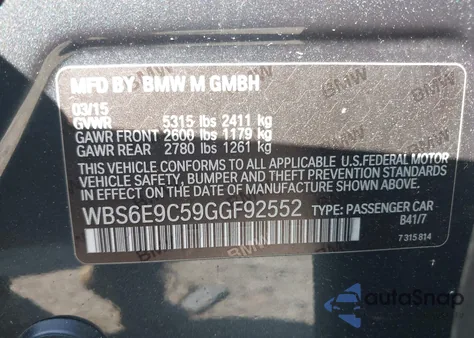 MFD BY BMW M GMBH
03/15
GVWR 5315 lbs 2411 kg
GAWR FRONT 2600 lbs 1179 kg
GAWR REAR 2780 lbs 1261 kg
THIS VEHICLE CONFORMS TO ALL APPLICABLE U.S.FEDERAL MOTOR
VEHICLE SAFETY, BUMPER, AND THEFT PREVENTION STANDARDS
IN EFFECT ON THE DATE OF MANUFACTURE SHOWN ABOVE.
WBS6E9C59GGF92552 TYPE: PASSENGER CAR
B41/7
7 315 814
autoSnap